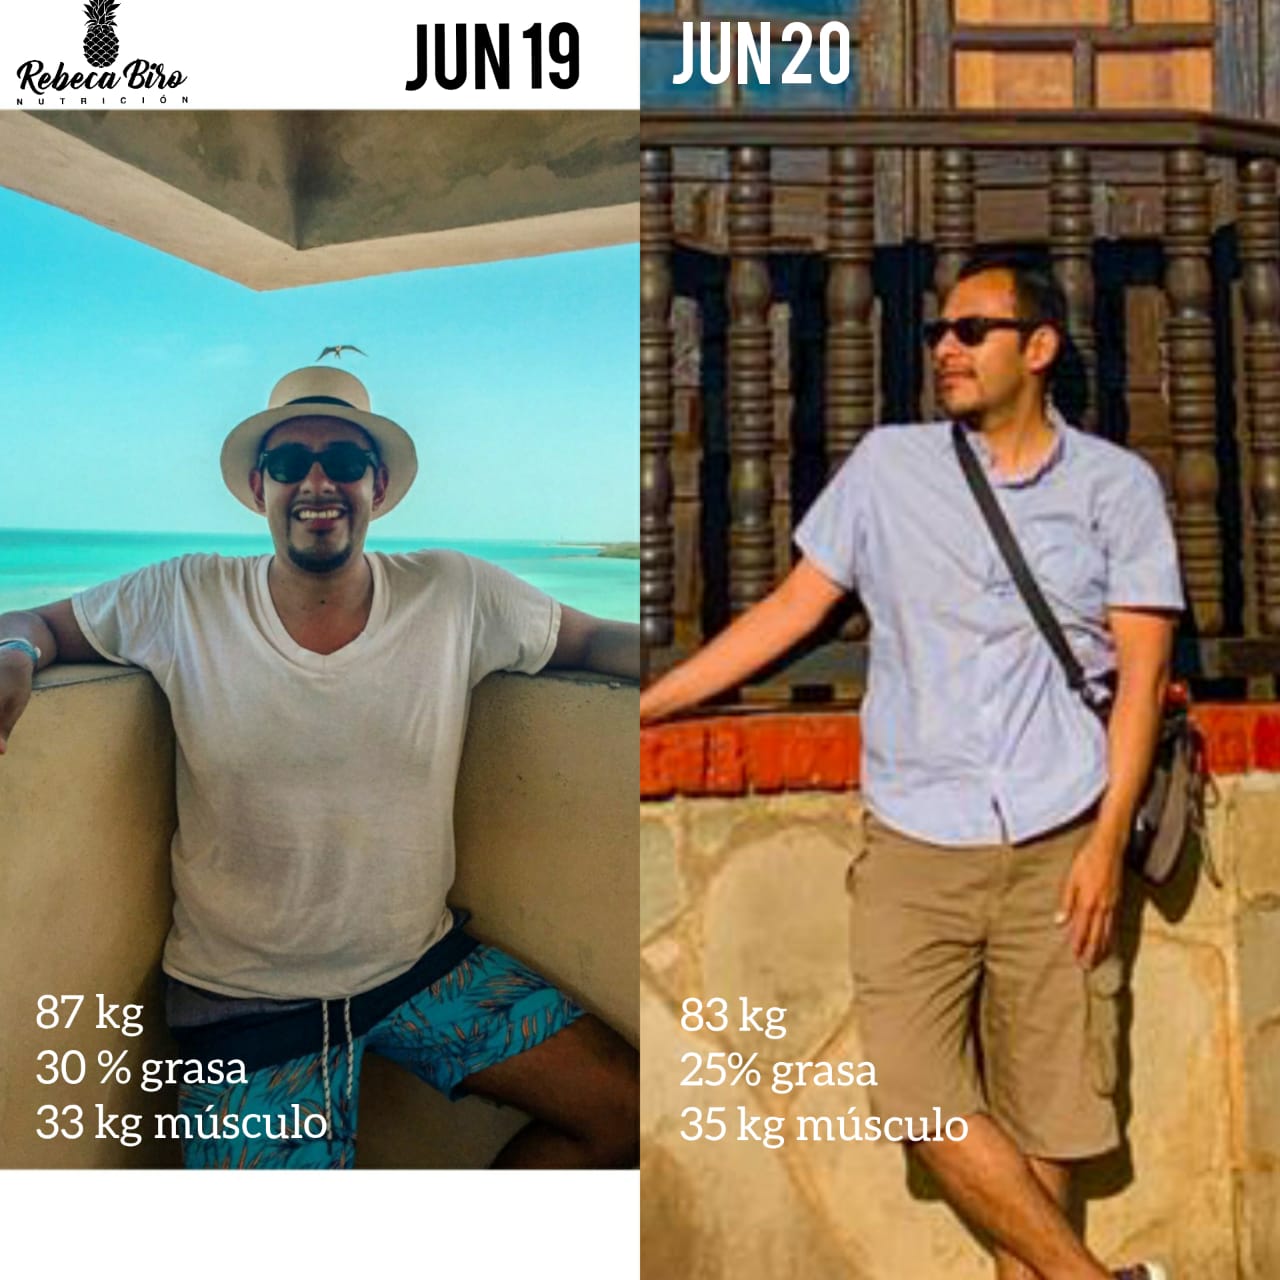 Rebeca Biro
NUTRICIÓN
JUN 19
JUN 20
87 kg
30 % grasa
33 kg músculo
83 kg
25% grasa
35 kg músculo